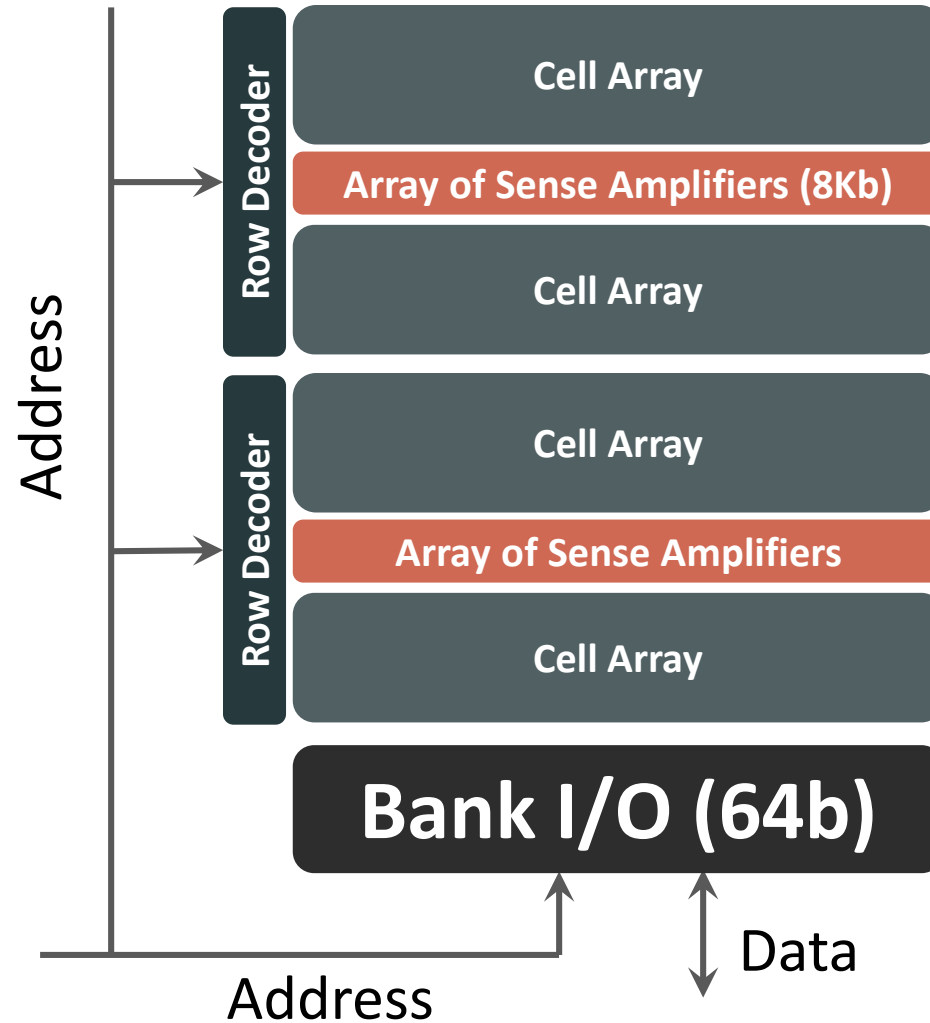 Address
Row Decoder
Cell Array
Array of Sense Amplifiers (8Kb)
Cell Array
Row Decoder
Cell Array
Array of Sense Amplifiers
Cell Array
Bank I/O (64b)
Data
Address